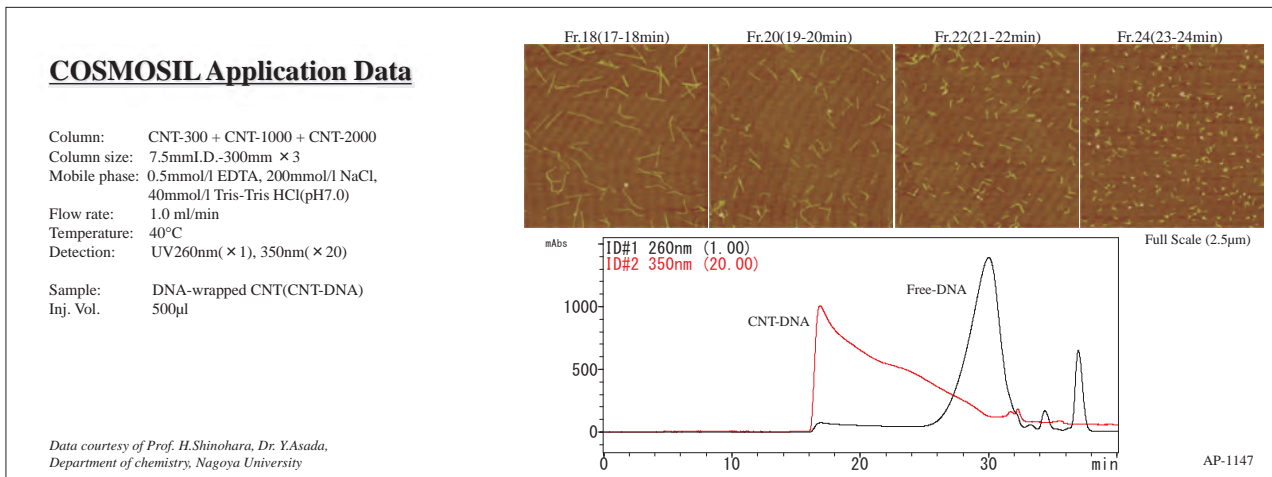 COSMOSIL Application Data
Column: CNT-300 + CNT-1000 + CNT-2000
Column size: 7.5mmI.D.-300mm ×3
Mobile phase: 0.5mmol/l EDTA, 200mmol/l NaCl,
40mmol/l Tris-Tris HCl(pH7.0)
Flow rate: 1.0 ml/min
Temperature: 40°C
Detection: UV260nm(×1), 350nm(×20)
Sample: DNA-wrapped CNT(CNT-DNA)
Inj. Vol. 500μl
Data courtesy of Prof. H.Shinohara, Dr. Y.Asada,
Department of chemistry, Nagoya University
Fr.18(17-18min) Fr.20(19-20min) Fr.22(21-22min) Fr.24(23-24min)
Full Scale (2.5μm)
mAbs
ID#1 260nm (1.00)
ID#2 350nm (20.00)
Free-DNA
CNT-DNA
1000
500
0
0 10 20 30 min
AP-1147